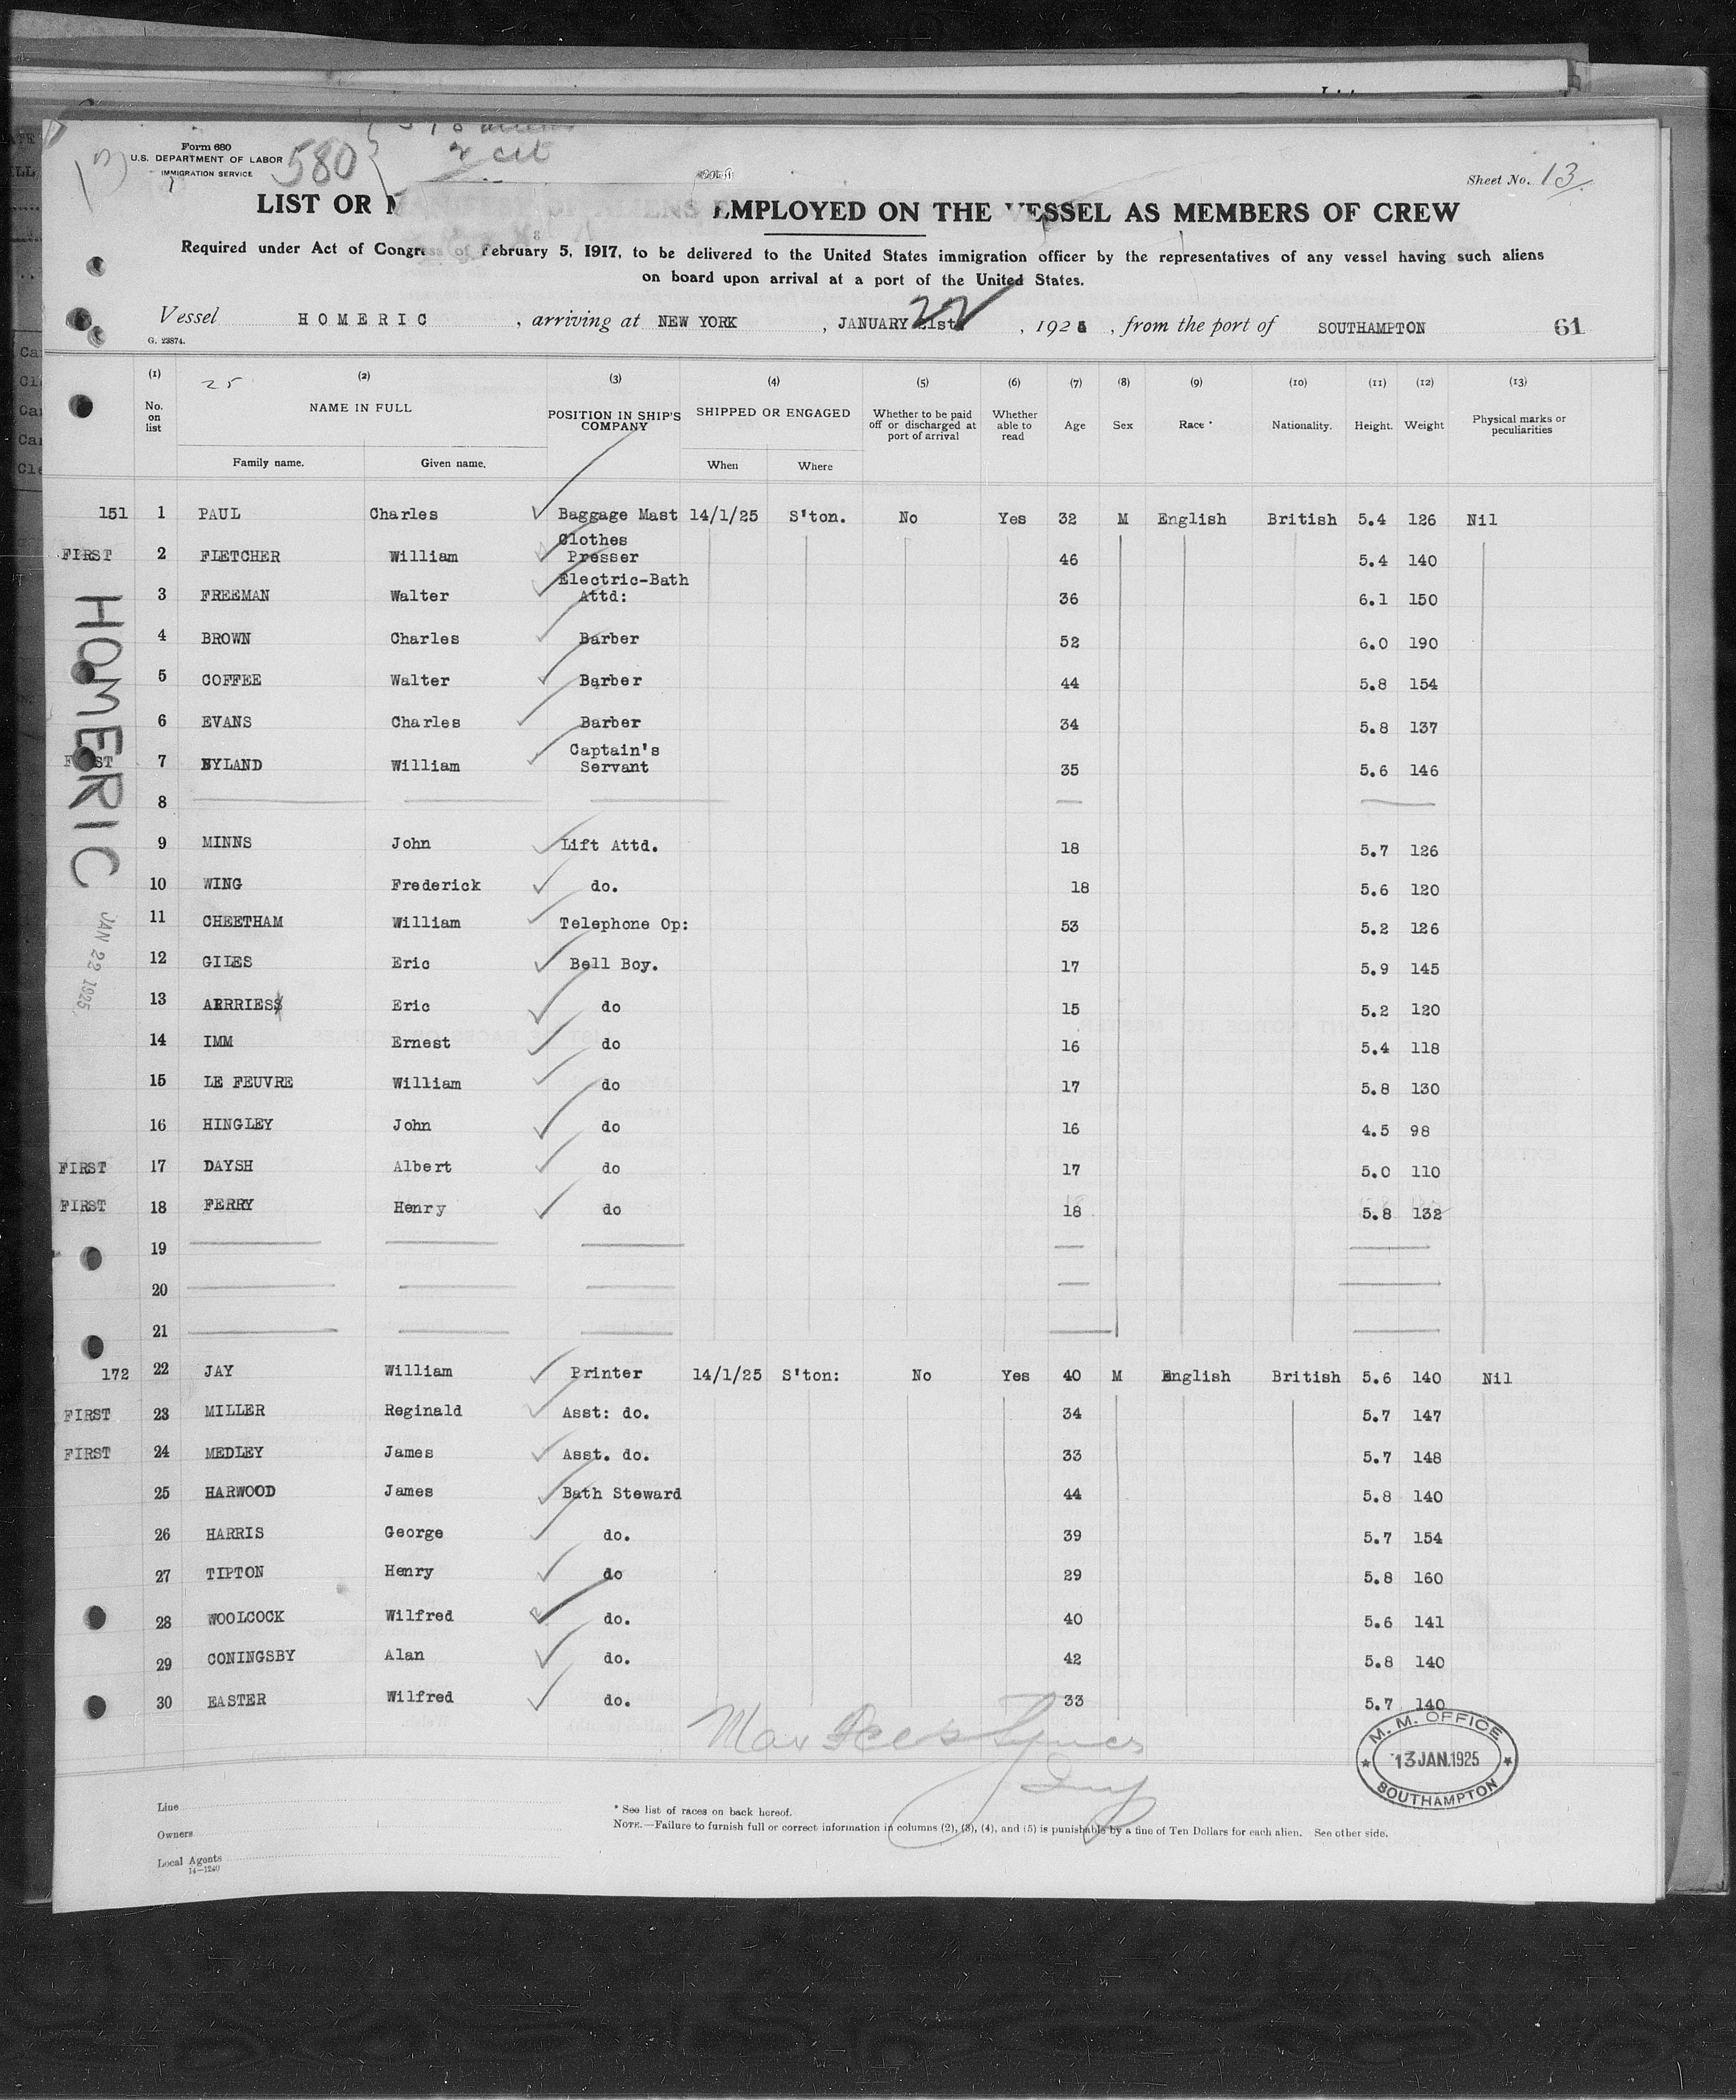 Form 680
U.S. DEPARTMENT OF LABOR
IMMIGRATION SERVICE
580
Sheet No. 13
LIST OR EMPLOYED ON THE VESSEL AS MEMBERS OF CREW
Required under Act of Congress of February 5, 1917, to be delivered to the United States immigration officer by the representatives of any vessel having such aliens
on board upon arrival at a port of the United States.
Vessel HOMERIC , arriving at NEW YORK , JANUARY 21st 22 , 1925 , from the port of SOUTHAMPTON 61
G. 23874.
(1) (2) (3) (4) (5) (6) (7) (8) (9) (10) (11) (12) (13)
25
No. on list NAME IN FULL POSITION IN SHIP'S COMPANY SHIPPED OR ENGAGED Whether to be paid off or discharged at port of arrival Whether able to read Age Sex Race * Nationality. Height. Weight Physical marks or peculiarities
Family name. Given name. When Where
151 1 PAUL Charles Baggage Mast 14/1/25 S'ton. No Yes 32 M English British 5.4 126 Nil
FIRST 2 FLETCHER William Clothes Presser 46 5.4 140
3 FREEMAN Walter Electric-Bath Attd: 36 6.1 150
4 BROWN Charles Barber 52 6.0 190
5 COFFEE Walter Barber 44 5.8 154
6 EVANS Charles Barber 34 5.8 137
FIRST 7 NYLAND William Captain's Servant 35 5.6 146
8
9 MINNS John Lift Attd. 18 5.7 126
10 WING Frederick do. 18 5.6 120
11 CHEETHAM William Telephone Op: 53 5.2 126
12 GILES Eric Bell Boy. 17 5.9 145
13 Eric do 15 5.2 120
14 IMM Ernest do 16 5.4 118
15 LE FEUVRE William do 17 5.8 130
16 HINGLEY John do 16 4.5 98
FIRST 17 DAYSH Albert do 17 5.0 110
FIRST 18 FERRY Henry do 18 5.8 132
19
20
21
172 22 JAY William Printer 14/1/25 S'ton: No Yes 40 M English British 5.6 140 Nil
FIRST 23 MILLER Reginald Asst: do. 34 5.7 147
FIRST 24 MEDLEY James Asst. do. 33 5.7 148
25 HARWOOD James Bath Steward 44 5.8 140
26 HARRIS George do. 39 5.7 154
27 TIPTON Henry do 29 5.8 160
28 WOOLCOCK Wilfred do. 40 5.6 141
29 CONINGSBY Alan do. 42 5.8 140
30 EASTER Wilfred do. 33 5.7 140
HOMERIC
JAN 22 1925
M. M. OFFICE
13 JAN. 1925
SOUTHAMPTON
Line
Owners
Local Agents
14—1240
* See list of races on back hereof.
NOTE.—Failure to furnish full or correct information in columns (2), (3), (4), and (5) is punishable by a fine of Ten Dollars for each alien. See other side.